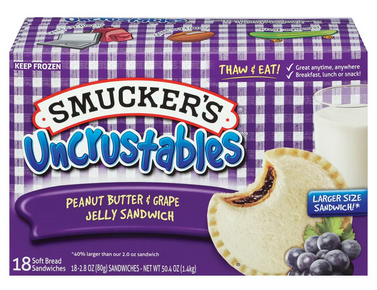 KEEP FROZEN
THAW & EAT!
✓ Great anytime, anywhere
✓ Breakfast, lunch or snack!
SMUCKER'S
UNCRUSTABLES
PEANUT BUTTER & GRAPE
JELLY SANDWICH
LARGER SIZE
SANDWICH!*
*40% larger than our 2.0 oz sandwich
18 Soft Bread
Sandwiches
18-2.8 OZ (80g) SANDWICHES - NET WT 50.4 OZ (1.4kg)